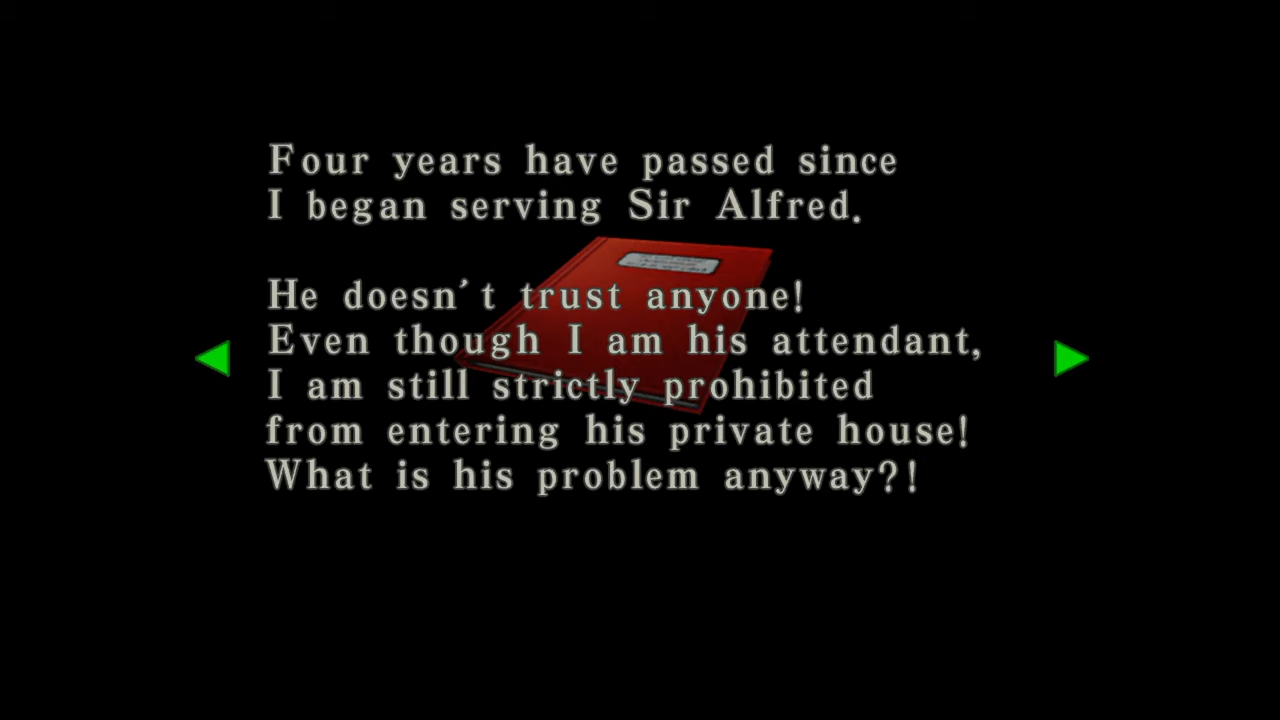 Four years have passed since
I began serving Sir Alfred.
He doesn't trust anyone!
Even though I am his attendant,
I am still strictly prohibited
from entering his private house!
What is his problem anyway?!